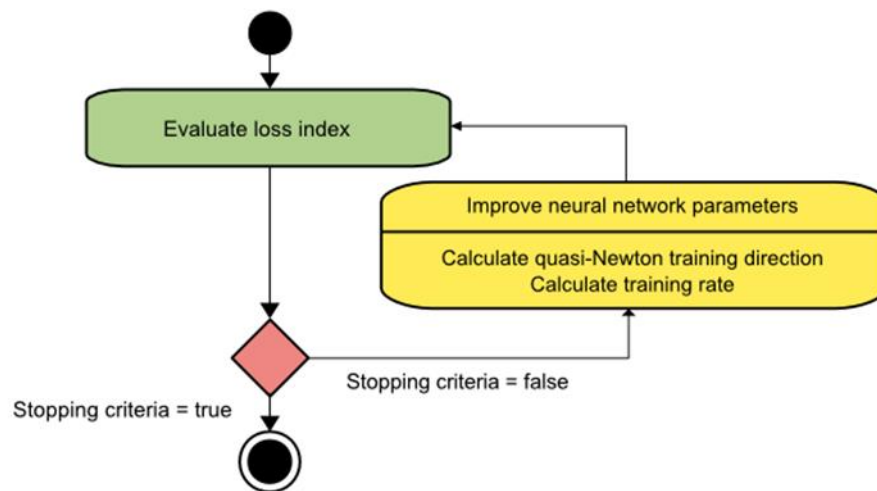 Evaluate loss index
Improve neural network parameters
Calculate quasi-Newton training direction
Calculate training rate
Stopping criteria = false
Stopping criteria = true